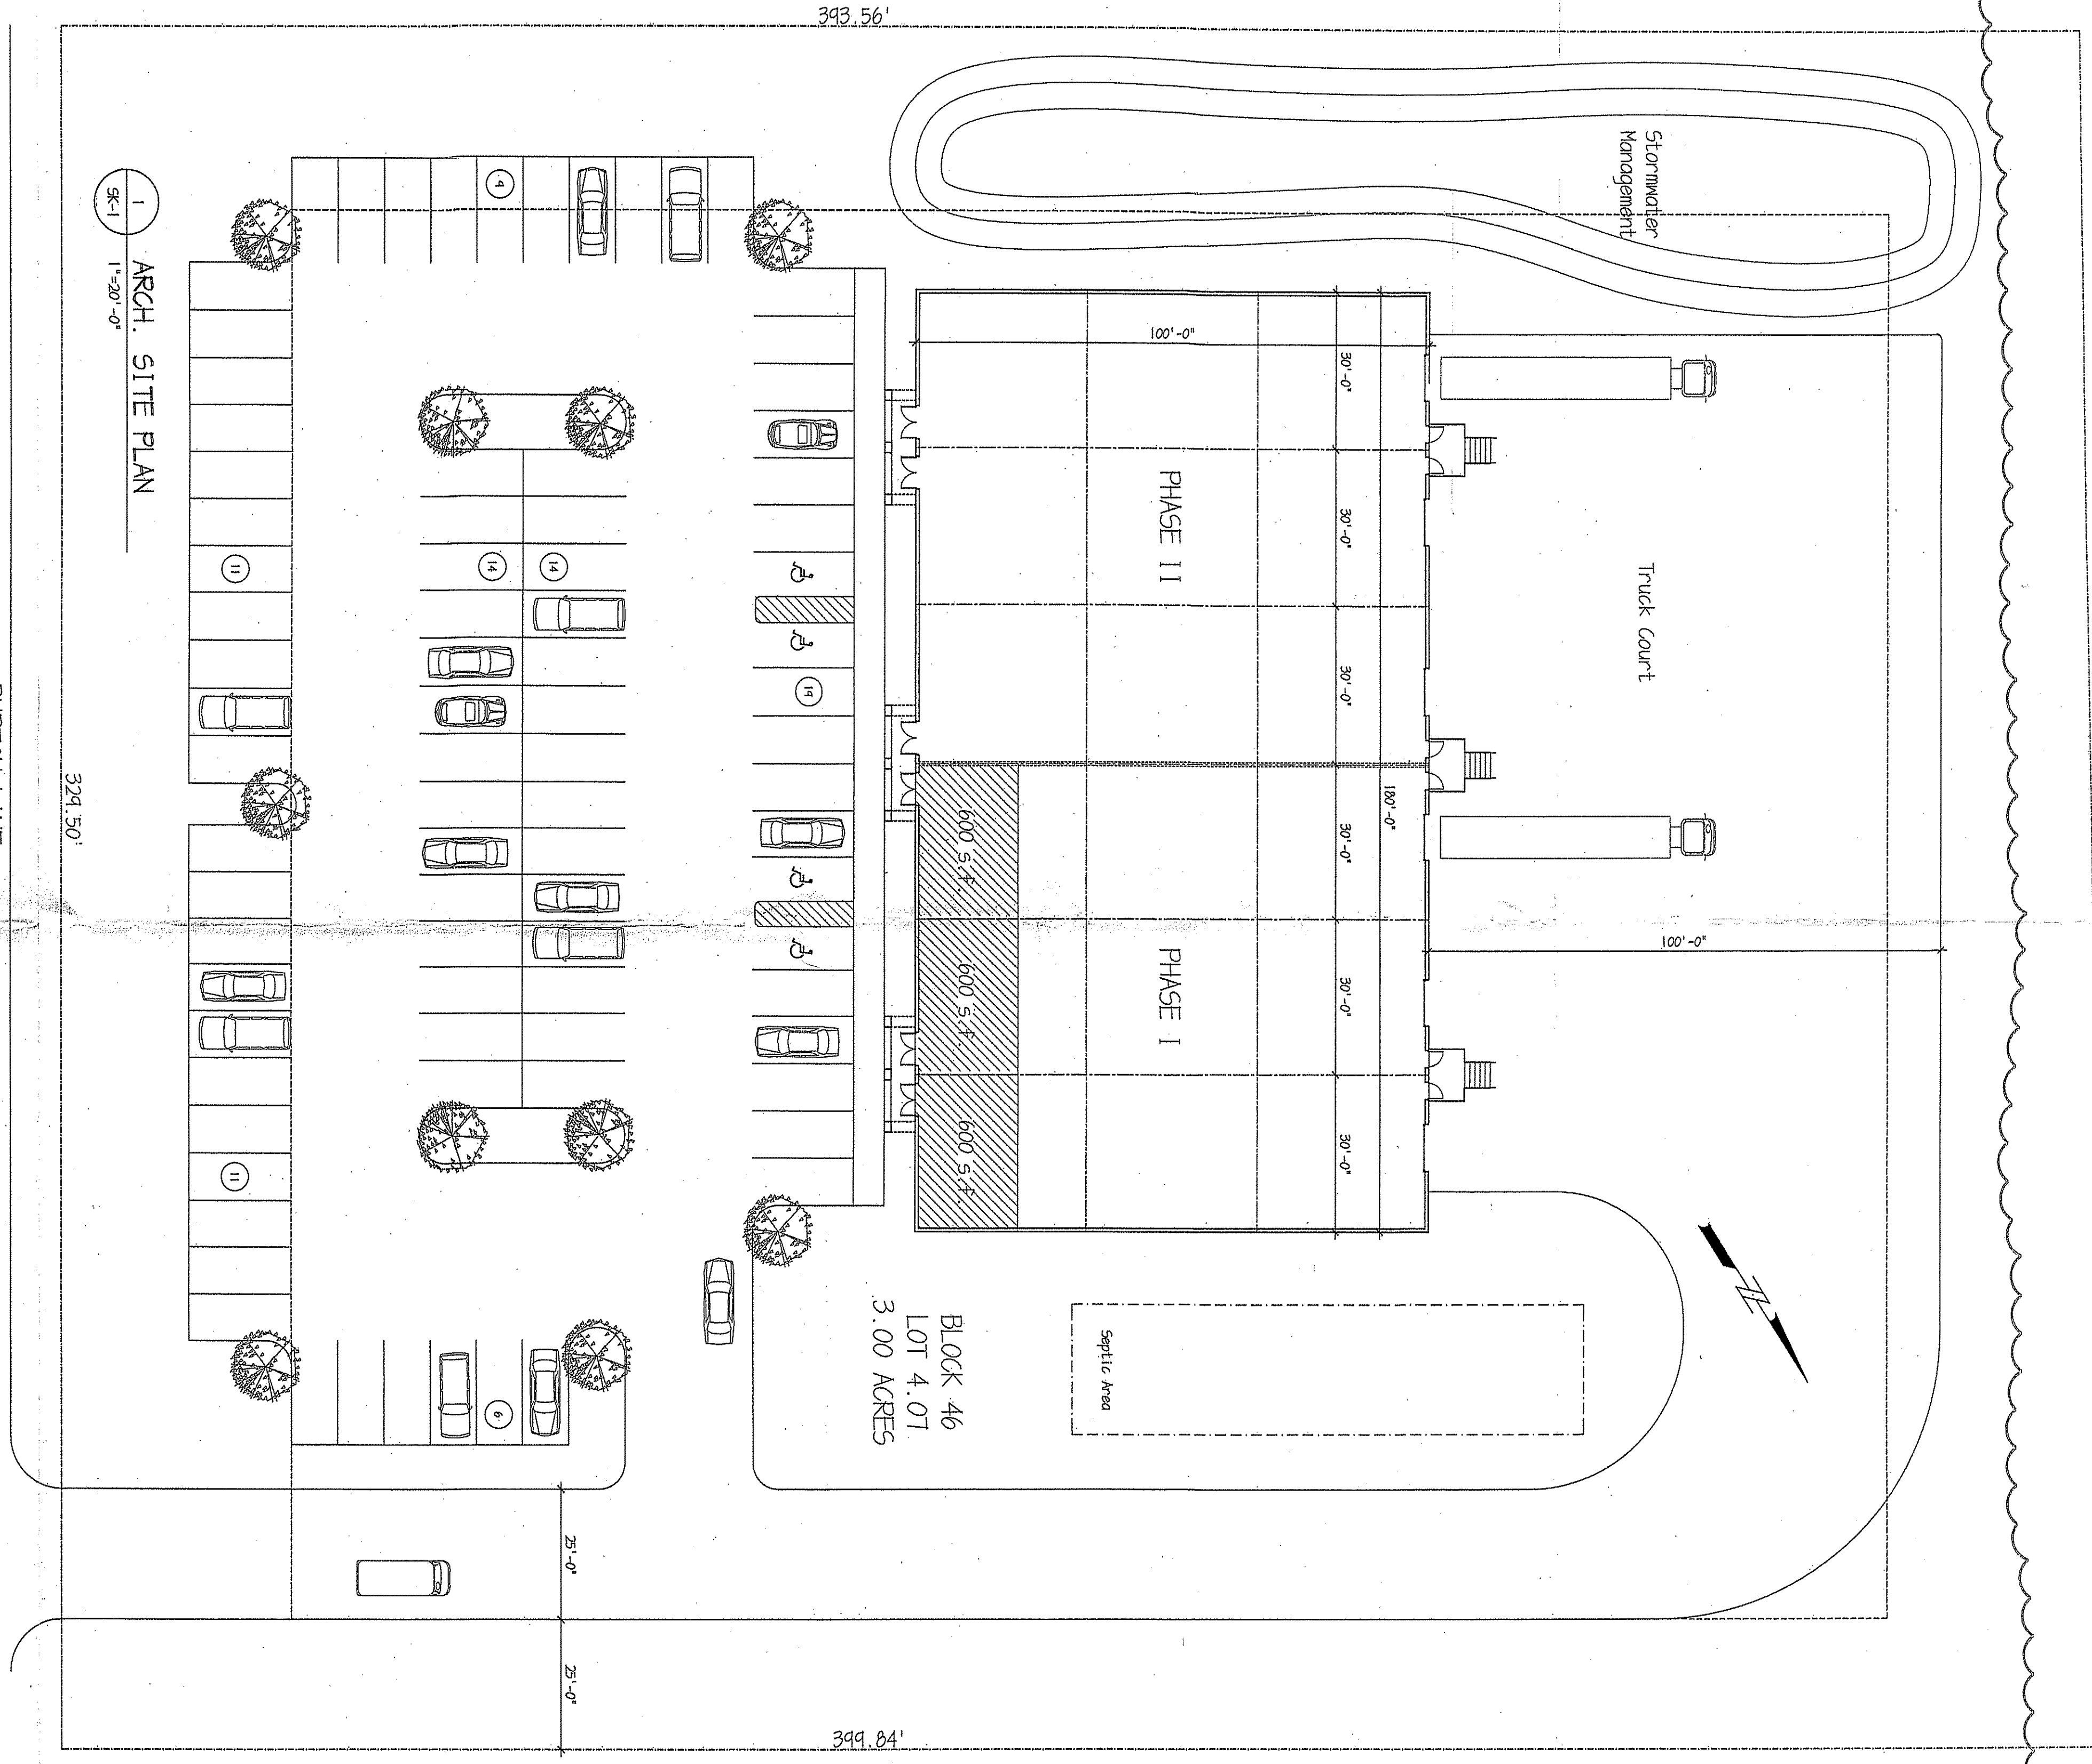 393.56'
Stormwater
Management
1
SK-1
ARCH. SITE PLAN
1"=20'-0"
9
100'-0"
30'-0"
PHASE II
30'-0"
Truck Court
11
14
14
19
30'-0"
180'-0"
329.50'
600 s.f.
30'-0"
100'-0"
600 s.f.
PHASE I
30'-0"
600 s.f.
30'-0"
11
6
BLOCK 46
LOT 4.07
3.00 ACRES
Septic Area
25'-0"
25'-0"
399.84'